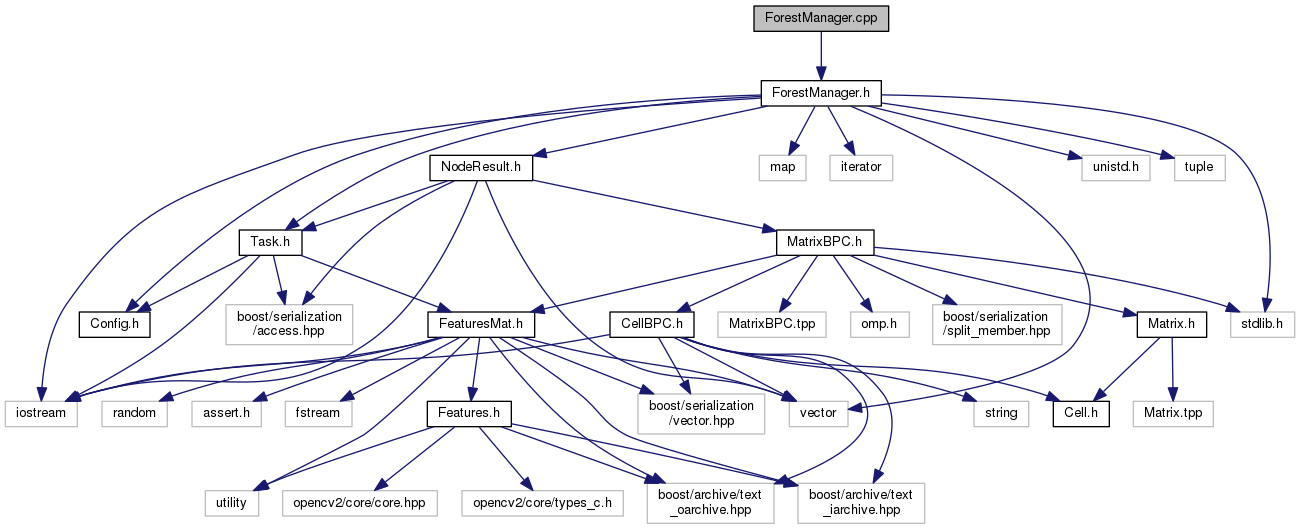 ForestManager.cpp
ForestManager.h
NodeResult.h
map
iterator
unistd.h
tuple
Task.h
MatrixBPC.h
Config.h
boost/serialization
/access.hpp
FeaturesMat.h
CellBPC.h
MatrixBPC.tpp
omp.h
boost/serialization
/split_member.hpp
Matrix.h
stdlib.h
iostream
random
assert.h
fstream
Features.h
boost/serialization
/vector.hpp
vector
string
Cell.h
Matrix.tpp
utility
opencv2/core/core.hpp
opencv2/core/types_c.h
boost/archive/text
_oarchive.hpp
boost/archive/text
_iarchive.hpp